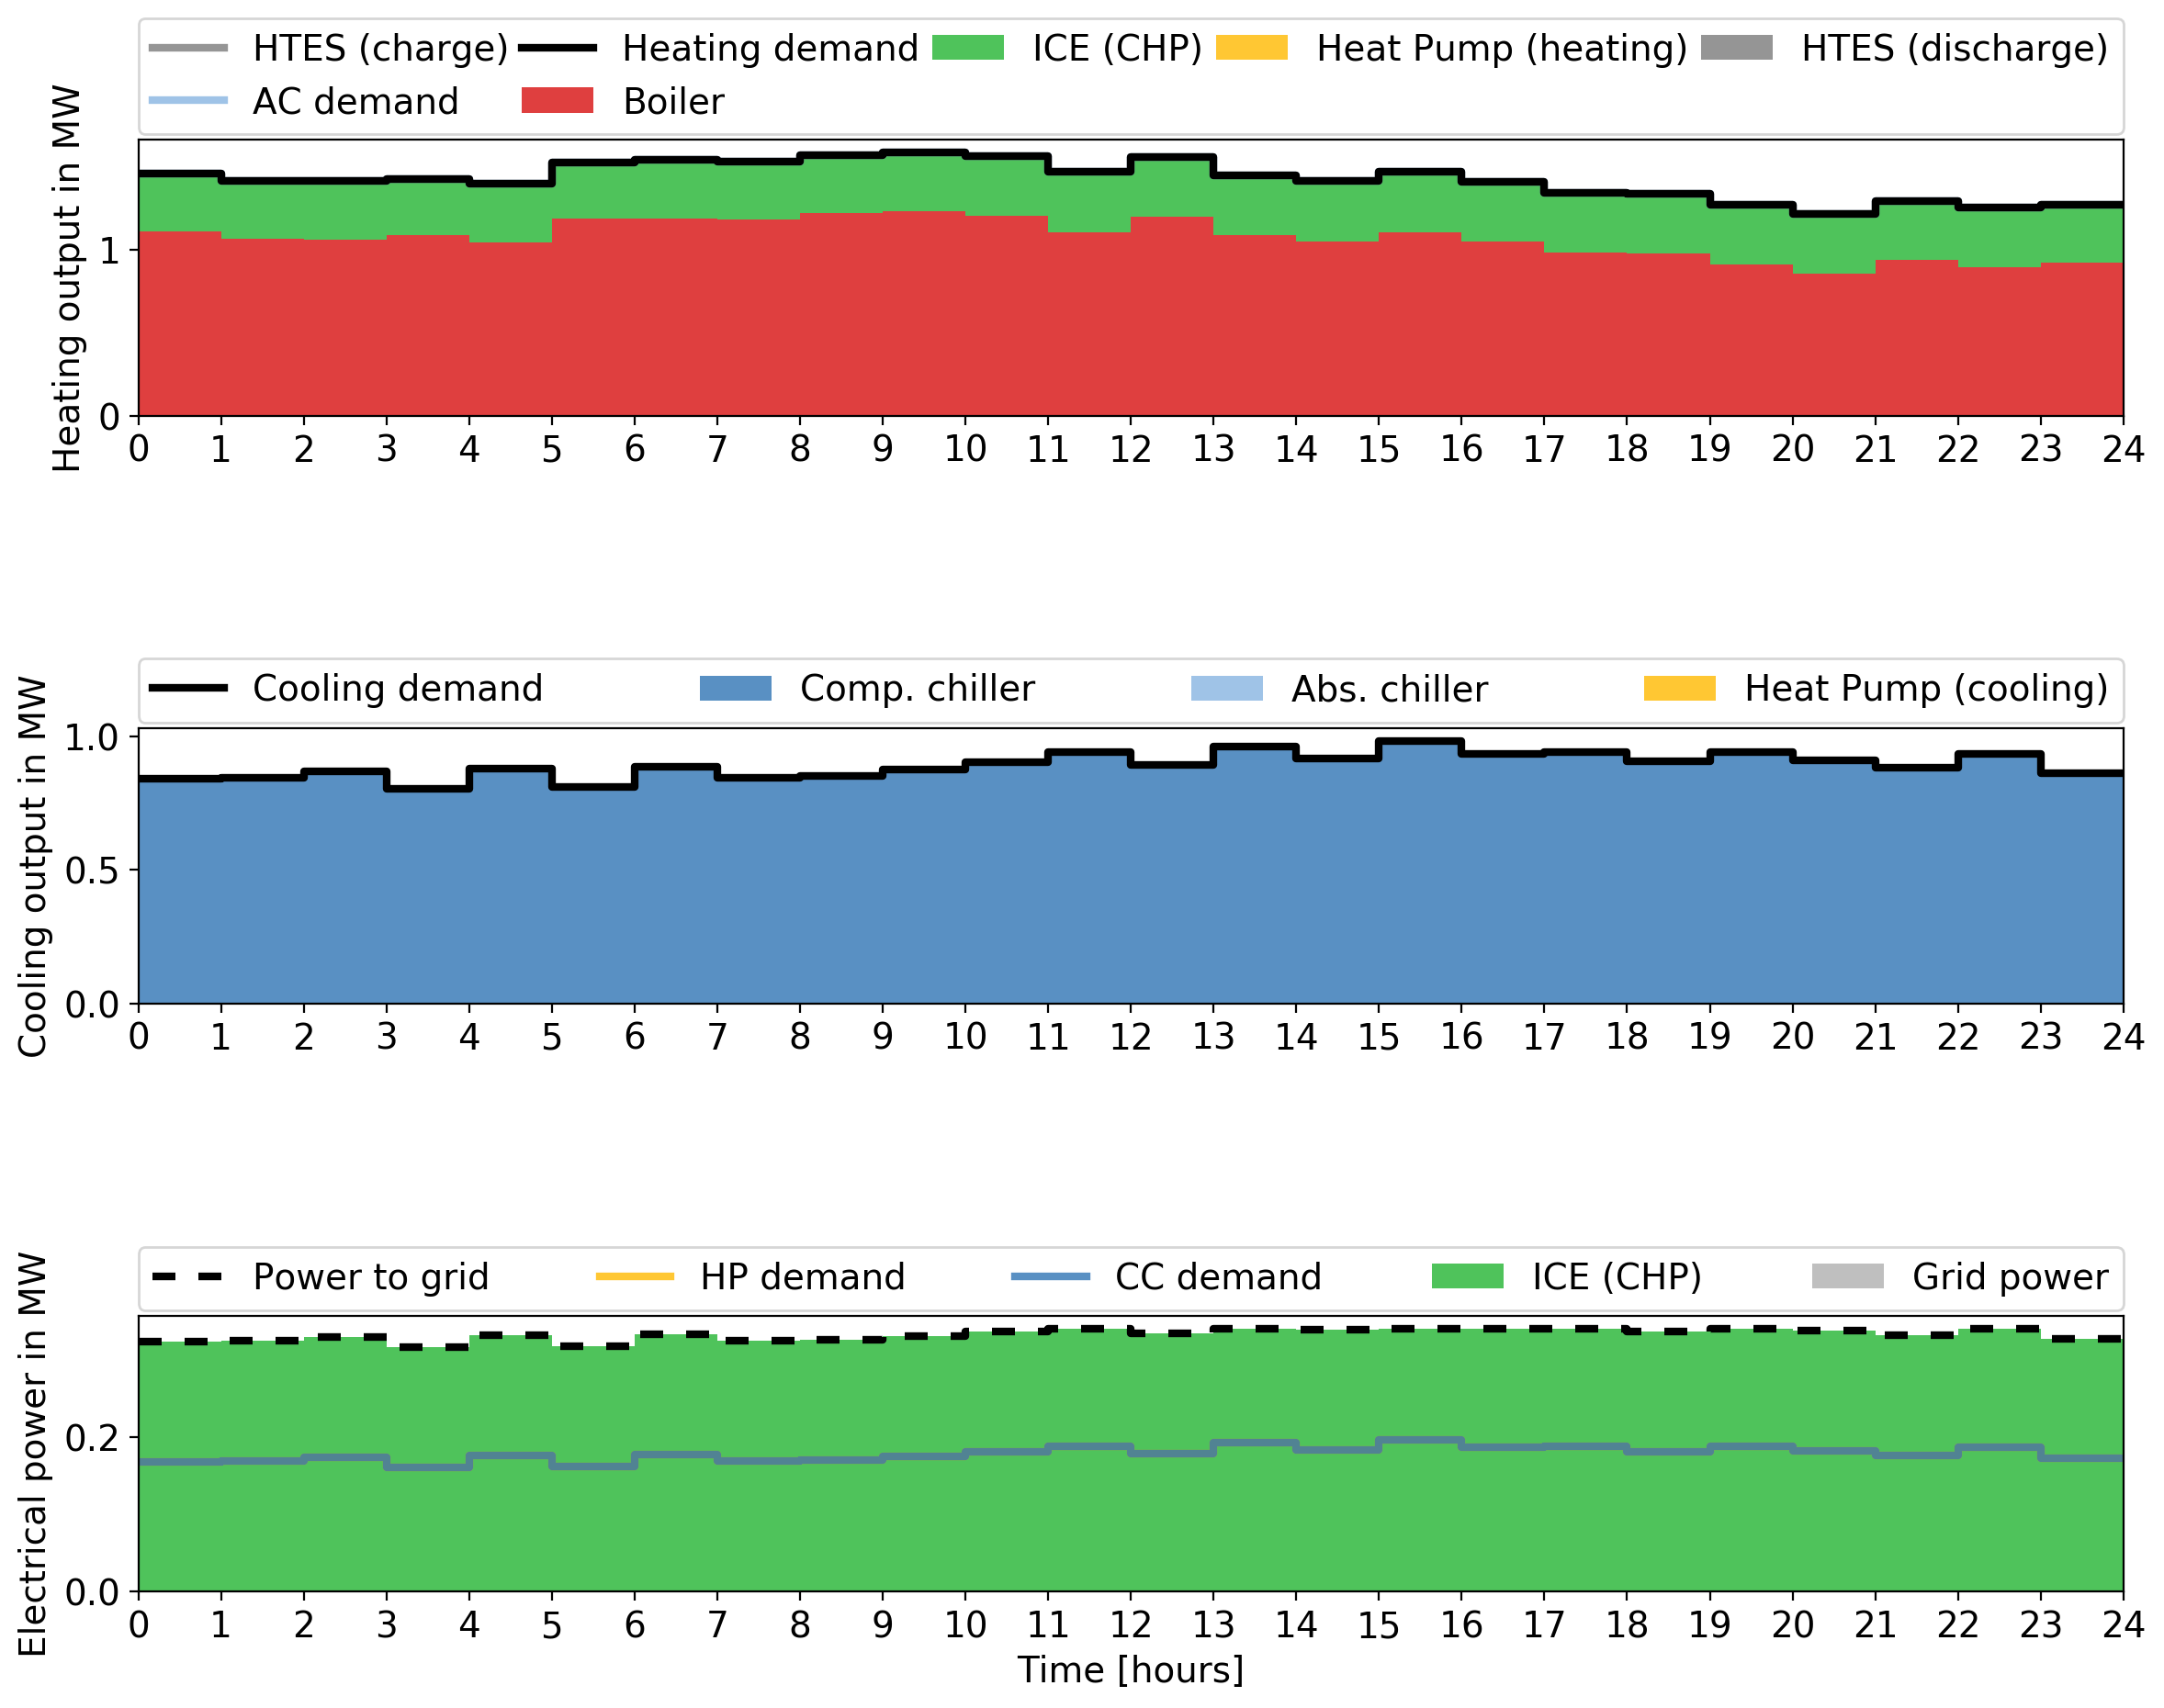 HTES (charge) Heating demand ICE (CHP) Heat Pump (heating) HTES (discharge)
AC demand Boiler
Heating output in MW
1
0
0 1 2 3 4 5 6 7 8 9 10 11 12 13 14 15 16 17 18 19 20 21 22 23 24
Cooling demand Comp. chiller Abs. chiller Heat Pump (cooling)
Cooling output in MW
1.0
0.5
0.0
0 1 2 3 4 5 6 7 8 9 10 11 12 13 14 15 16 17 18 19 20 21 22 23 24
Power to grid HP demand CC demand ICE (CHP) Grid power
Electrical power in MW
0.2
0.0
0 1 2 3 4 5 6 7 8 9 10 11 12 13 14 15 16 17 18 19 20 21 22 23 24
Time [hours]